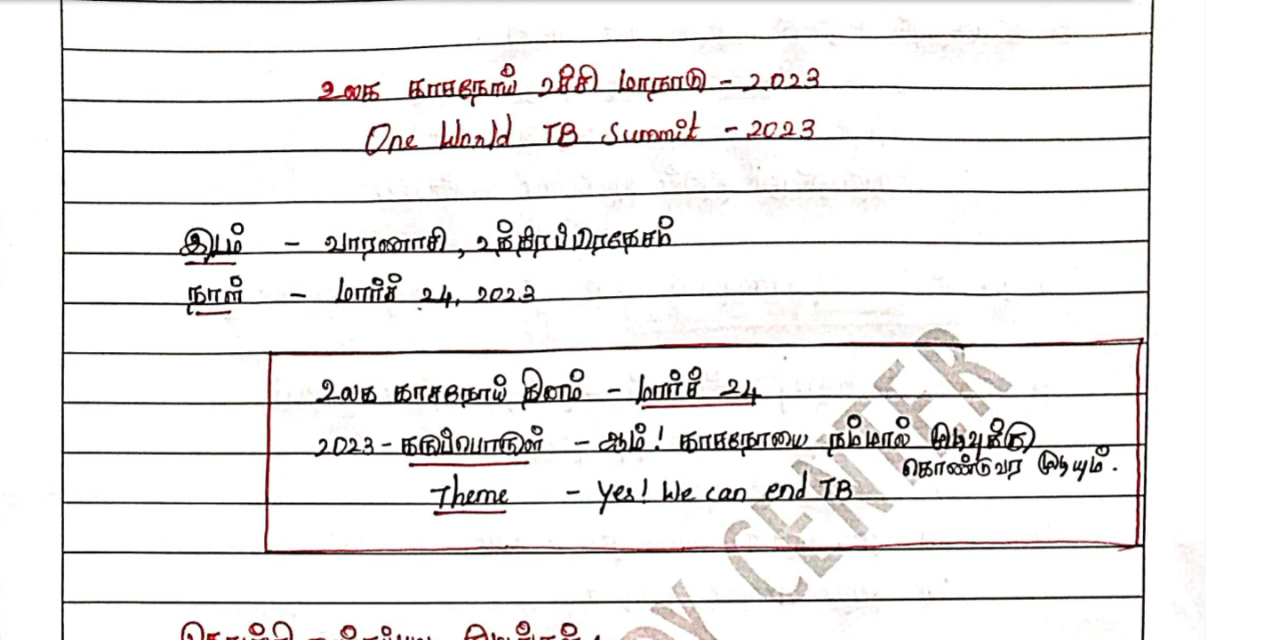 உலக காசநோய் உச்சி மாநாடு - 2023
One World TB Summit - 2023
இடம் - வாரணாசி, உத்திரப்பிரதேசம்
நாள் - மார்ச் 24, 2023
உலக காசநோய் தினம் - மார்ச் 24
2023 - கருப்பொருள் - ஆம்! காசநோயை நம்மால் முடிவுக்கு
கொண்டுவர முடியும்.
Theme - Yes! We can end TB
CENTER